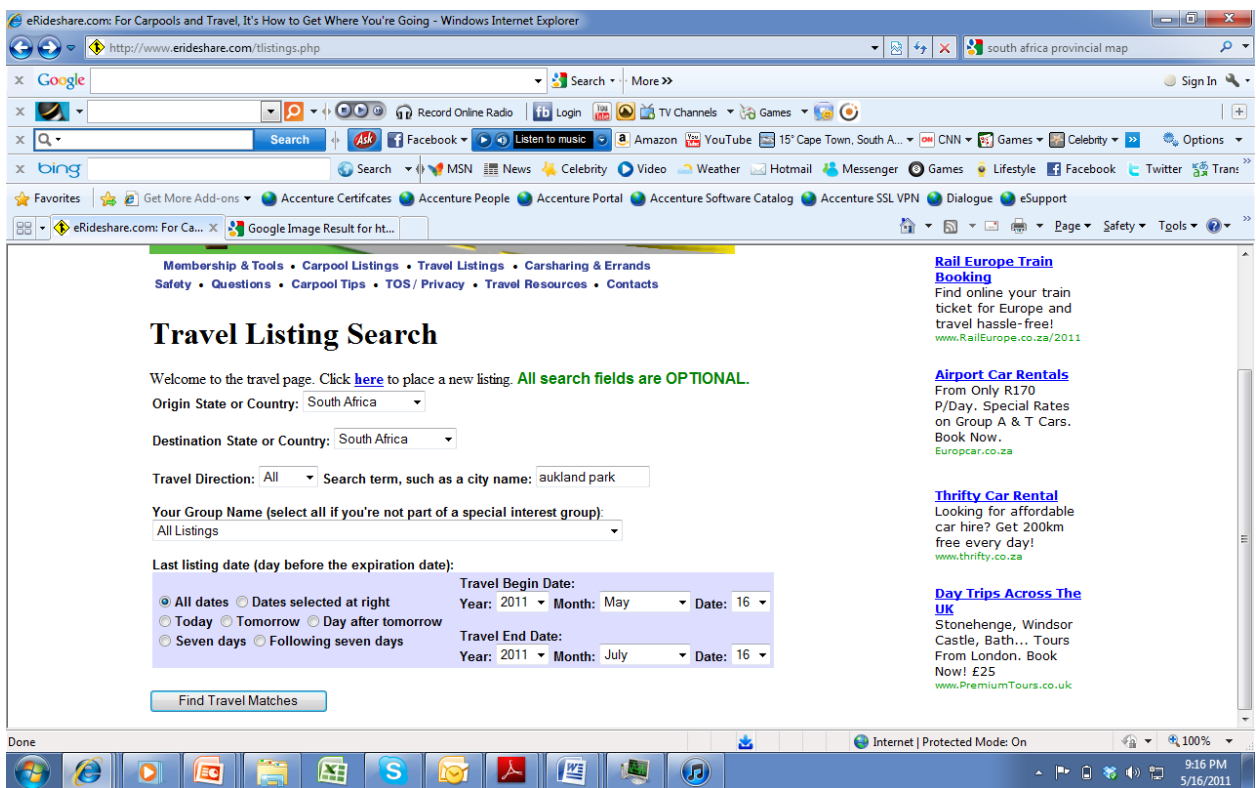 eRideshare.com: For Carpools and Travel, It's How to Get Where You're Going - Windows Internet Explorer
http://www.erideshare.com/tlistings.php
south africa provincial map
x Google Search More >> Sign In
x Record Online Radio fb Login TV Channels Games
x Search Ask Facebook Listen to music Amazon YouTube 15° Cape Town, South A... CNN Games Celebrity Options
x bing Search MSN News Celebrity Video Weather Hotmail Messenger Games Lifestyle Facebook Twitter Trans
Favorites Get More Add-ons Accenture Certifcates Accenture People Accenture Portal Accenture Software Catalog Accenture SSL VPN Dialogue eSupport
eRideshare.com: For Ca... X Google Image Result for ht... Page Safety Tools
Membership & Tools • Carpool Listings • Travel Listings • Carsharing & Errands
Safety • Questions • Carpool Tips • TOS / Privacy • Travel Resources • Contacts
Travel Listing Search
Welcome to the travel page. Click here to place a new listing. All search fields are OPTIONAL.
Origin State or Country: South Africa
Destination State or Country: South Africa
Travel Direction: All Search term, such as a city name: aukland park
Your Group Name (select all if you're not part of a special interest group):
All Listings
Last listing date (day before the expiration date):
All dates Dates selected at right
Today Tomorrow Day after tomorrow
Seven days Following seven days
Travel Begin Date:
Year: 2011 Month: May Date: 16
Travel End Date:
Year: 2011 Month: July Date: 16
Find Travel Matches
Rail Europe Train
Booking
Find online your train
ticket for Europe and
travel hassle-free!
www.RailEurope.co.za/2011
Airport Car Rentals
From Only R170
P/Day. Special Rates
on Group A & T Cars.
Book Now.
Europcar.co.za
Thrifty Car Rental
Looking for affordable
car hire? Get 200km
free every day!
www.thrifty.co.za
Day Trips Across The
UK
Stonehenge, Windsor
Castle, Bath... Tours
From London. Book
Now! £25
www.PremiumTours.co.uk
Done Internet | Protected Mode: On 100%
9:16 PM
5/16/2011